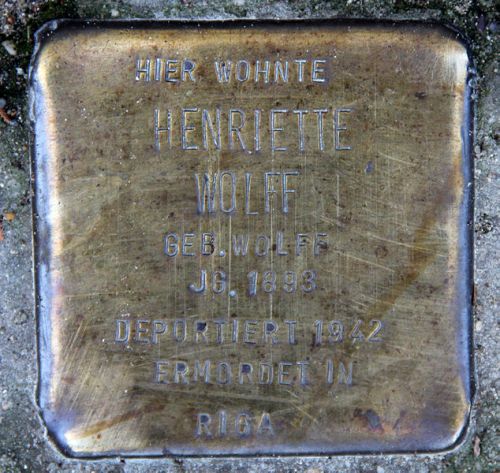 HIER WOHNTE
HENRIETTE
WOLFF
GEB. WOLFF
JG. 1893
DEPORTIERT 1942
ERMORDET IN
RIGA